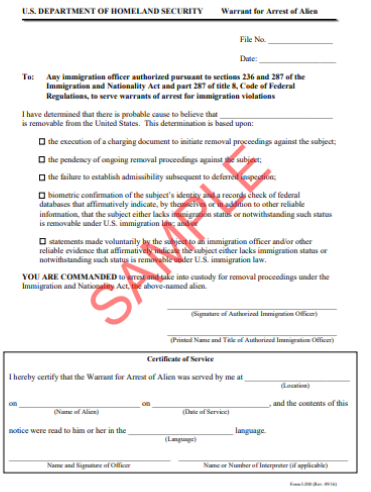 U.S. DEPARTMENT OF HOMELAND SECURITY Warrant for Arrest of Alien
File No. ________________
Date: ___________________
To: Any immigration officer authorized pursuant to sections 236 and 287 of the
Immigration and Nationality Act and part 287 of title 8, Code of Federal
Regulations, to serve warrants of arrest for immigration violations
I have determined that there is probable cause to believe that ____________________________
is removable from the United States. This determination is based upon:
☐ the execution of a charging document to initiate removal proceedings against the subject;
☐ the pendency of ongoing removal proceedings against the subject;
☐ the failure to establish admissibility subsequent to deferred inspection;
☐ biometric confirmation of the subject's identity and a records check of federal
databases that affirmatively indicate, by themselves or in addition to other reliable
information, that the subject either lacks immigration status or notwithstanding such status
is removable under U.S. immigration law; and/or
☐ statements made voluntarily by the subject to an immigration officer and/or other
reliable evidence that affirmatively indicate the subject either lacks immigration status or
notwithstanding such status is removable under U.S. immigration law.
YOU ARE COMMANDED to arrest and take into custody for removal proceedings under the
Immigration and Nationality Act, the above-named alien.
SAMPLE
(Signature of Authorized Immigration Officer)
(Printed Name and Title of Authorized Immigration Officer)
Certificate of Service
I hereby certify that the Warrant for Arrest of Alien was served by me at ____________________
(Location)
on ____________________ on ____________________, and the contents of this
(Name of Alien) (Date of Service)
notice were read to him or her in the ____________________ language.
(Language)
Name and Signature of Officer Name or Number of Interpreter (if applicable)
Form I-200 (Rev. 09/16)